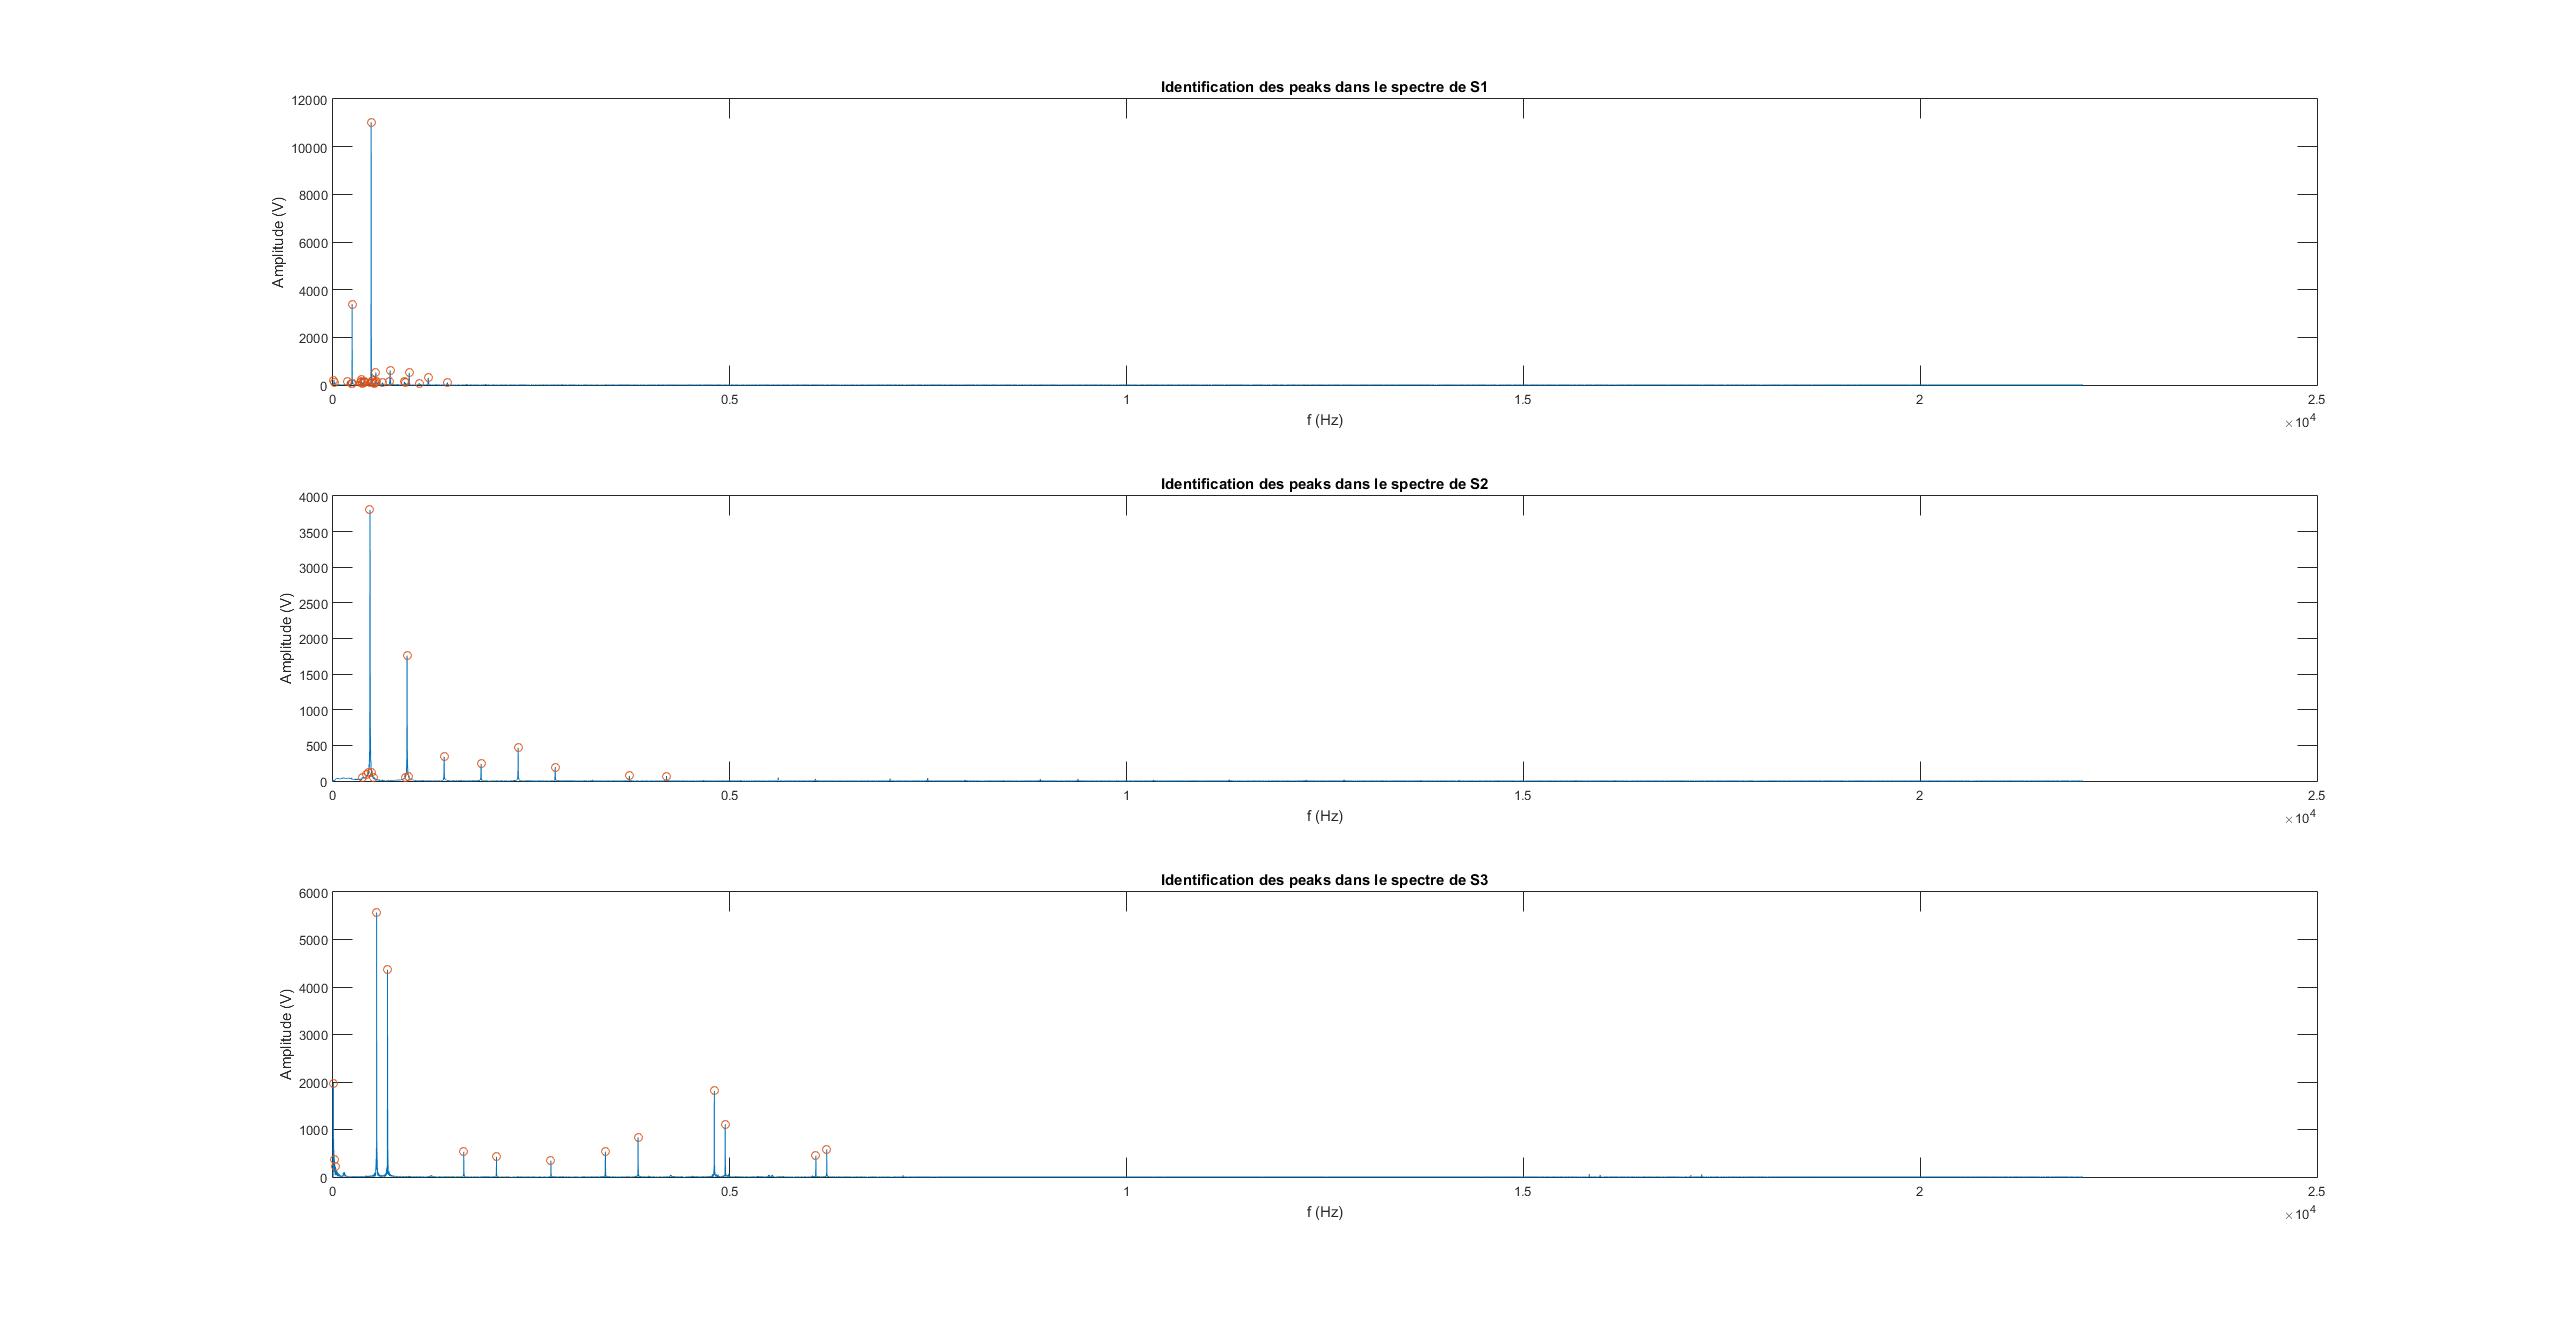 Identification des peaks dans le spectre de S1
12000
10000
8000
6000
4000
2000
0
Amplitude (V)
0 0.5 1 1.5 2 2.5
f (Hz)
×10^4
Identification des peaks dans le spectre de S2
4000
3500
3000
2500
2000
1500
1000
500
0
Amplitude (V)
0 0.5 1 1.5 2 2.5
f (Hz)
×10^4
Identification des peaks dans le spectre de S3
6000
5000
4000
3000
2000
1000
0
Amplitude (V)
0 0.5 1 1.5 2 2.5
f (Hz)
×10^4